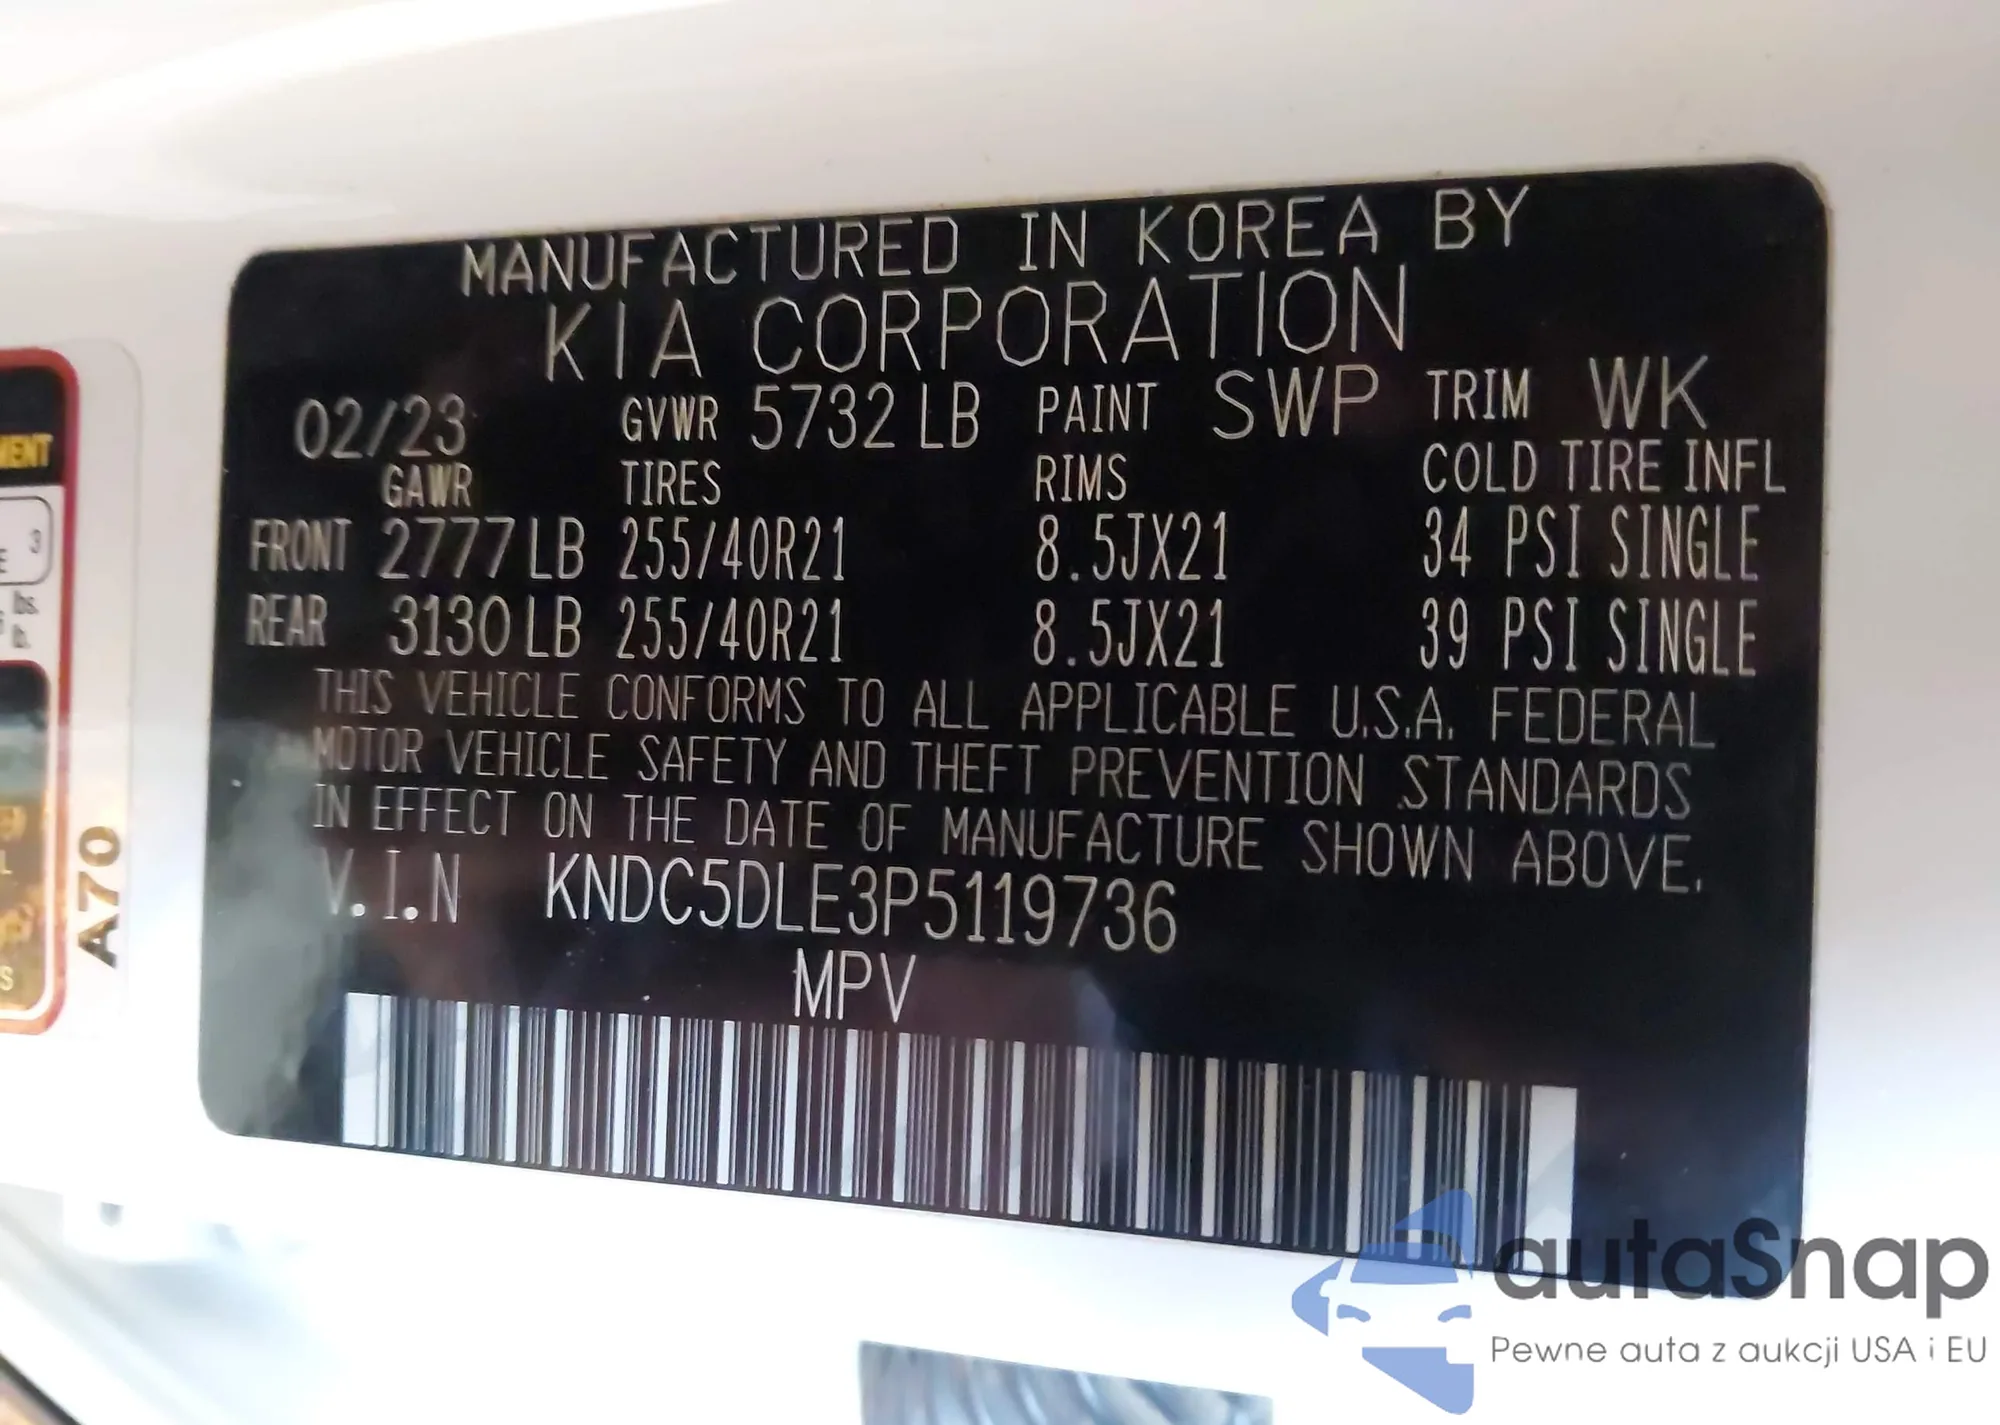 MANUFACTURED IN KOREA BY
KIA CORPORATION
02/23 GVWR 5732 LB PAINT SWP TRIM WK
GAWR TIRES RIMS COLD TIRE INFL
FRONT 2777 LB 255/40R21 8.5JX21 34 PSI SINGLE
REAR 3130 LB 255/40R21 8.5JX21 39 PSI SINGLE
THIS VEHICLE CONFORMS TO ALL APPLICABLE U.S.A. FEDERAL
MOTOR VEHICLE SAFETY AND THEFT PREVENTION STANDARDS
IN EFFECT ON THE DATE OF MANUFACTURE SHOWN ABOVE.
V.I.N KNDC5DLE3P5119736
MPV
A70
3
lbs.
lb.
autaSnap
Pewne auta z aukcji USA i EU